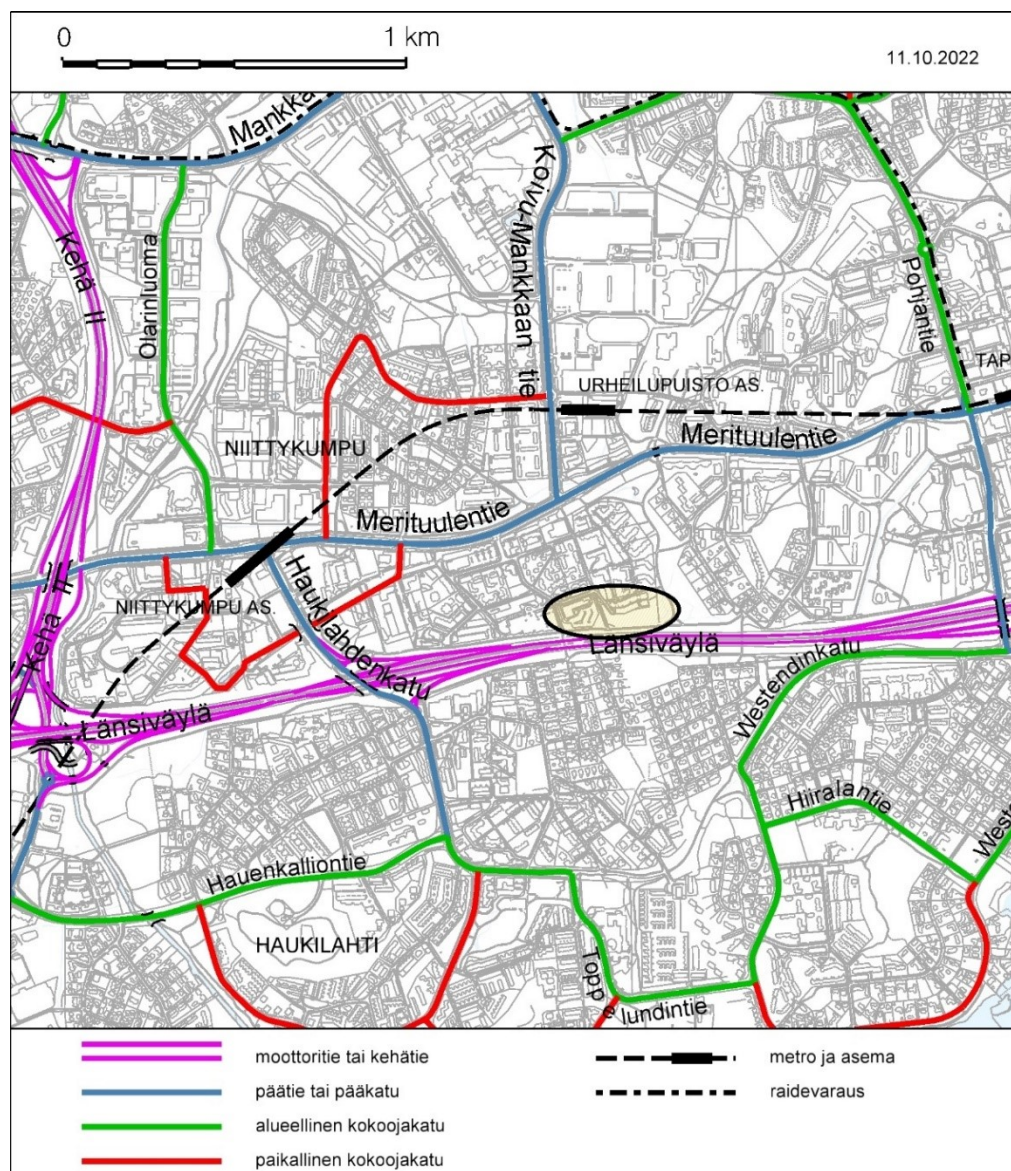 0 1 km
11.10.2022
Mankka
Koivu-Mankkaan tie
Kehä II
Olarinluoma
Pohjantie
TAP
URHEILUPUISTO AS.
Merituulentie
NIITTYKUMPU
Merituulentie
NIITTYKUMPU AS.
Haukilahdenkatu
Kehä II
Länsiväylä
Westendinkatu
Länsiväylä
Hiiralantie
Weste
Hauenkalliontie
HAUKILAHTI
Toppelundintie
moottoritie tai kehätie
metro ja asema
päätie tai pääkatu
raidevaraus
alueellinen kokoojakatu
paikallinen kokoojakatu